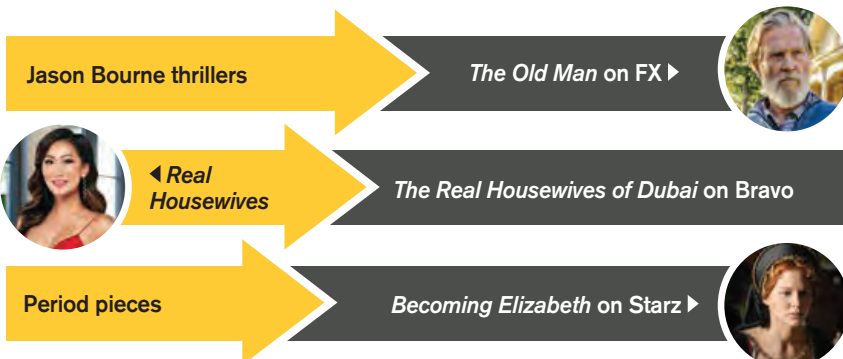 Jason Bourne thrillers
The Old Man on FX ▶
◀ Real
Housewives
The Real Housewives of Dubai on Bravo
Period pieces
Becoming Elizabeth on Starz ▶